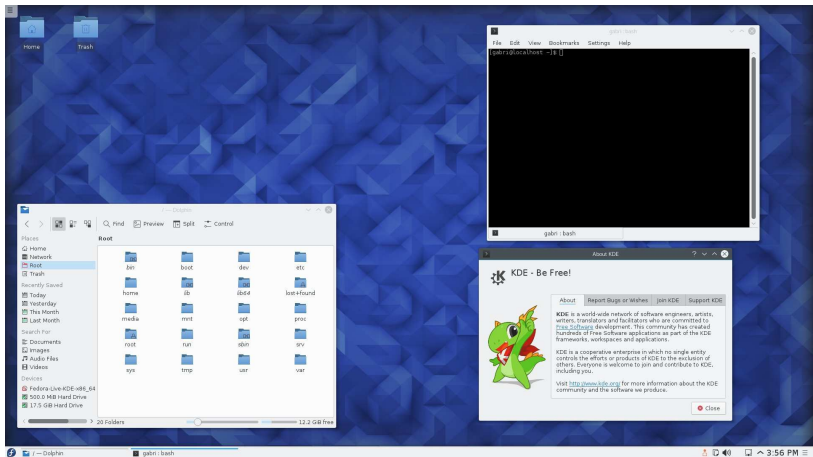 Home
Trash
gabri: bash
File Edit View Bookmarks Settings Help
[gabri@localhost ~]$
gabri : bash
/ — Dolphin
Find Preview Split Control
Places
Home
Network
Root
Trash
Recently Saved
Today
Yesterday
This Month
Last Month
Search For
Documents
Images
Audio Files
Videos
Devices
Fedora-Live-KDE-x86_64
500.0 MiB Hard Drive
17.5 GiB Hard Drive
Root
bin boot dev etc
home lib lib64 lost+found
media mnt opt proc
root run sbin srv
sys tmp usr var
20 Folders
12.2 GiB free
About KDE
KDE - Be Free!
About Report Bugs or Wishes Join KDE Support KDE
KDE is a world-wide network of software engineers, artists,
writers, translators and facilitators who are committed to
Free Software development. This community has created
hundreds of Free Software applications as part of the KDE
frameworks, workspaces and applications.
KDE is a cooperative enterprise in which no single entity
controls the efforts or products of KDE to the exclusion of
others. Everyone is welcome to join and contribute to KDE,
including you.
Visit http://www.kde.org/ for more information about the KDE
community and the software we produce.
Close
/ — Dolphin
gabri : bash
3:56 PM